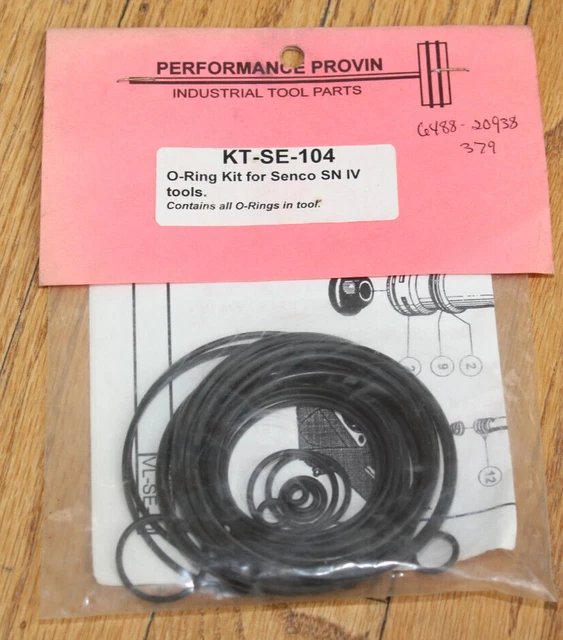 PERFORMANCE PROVIN
INDUSTRIAL TOOL PARTS
6488-20938
379
KT-SE-104
O-Ring Kit for Senco SN IV
tools.
Contains all O-Rings in tool.
9
2
12